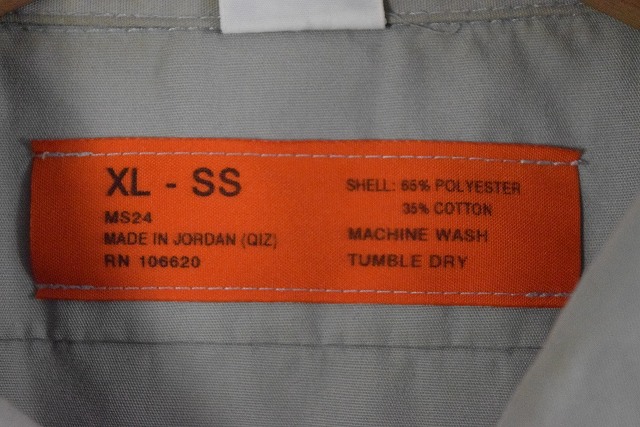 XL - SS
MS24
MADE IN JORDAN (QIZ)
RN 106620
SHELL: 65% POLYESTER
35% COTTON
MACHINE WASH
TUMBLE DRY